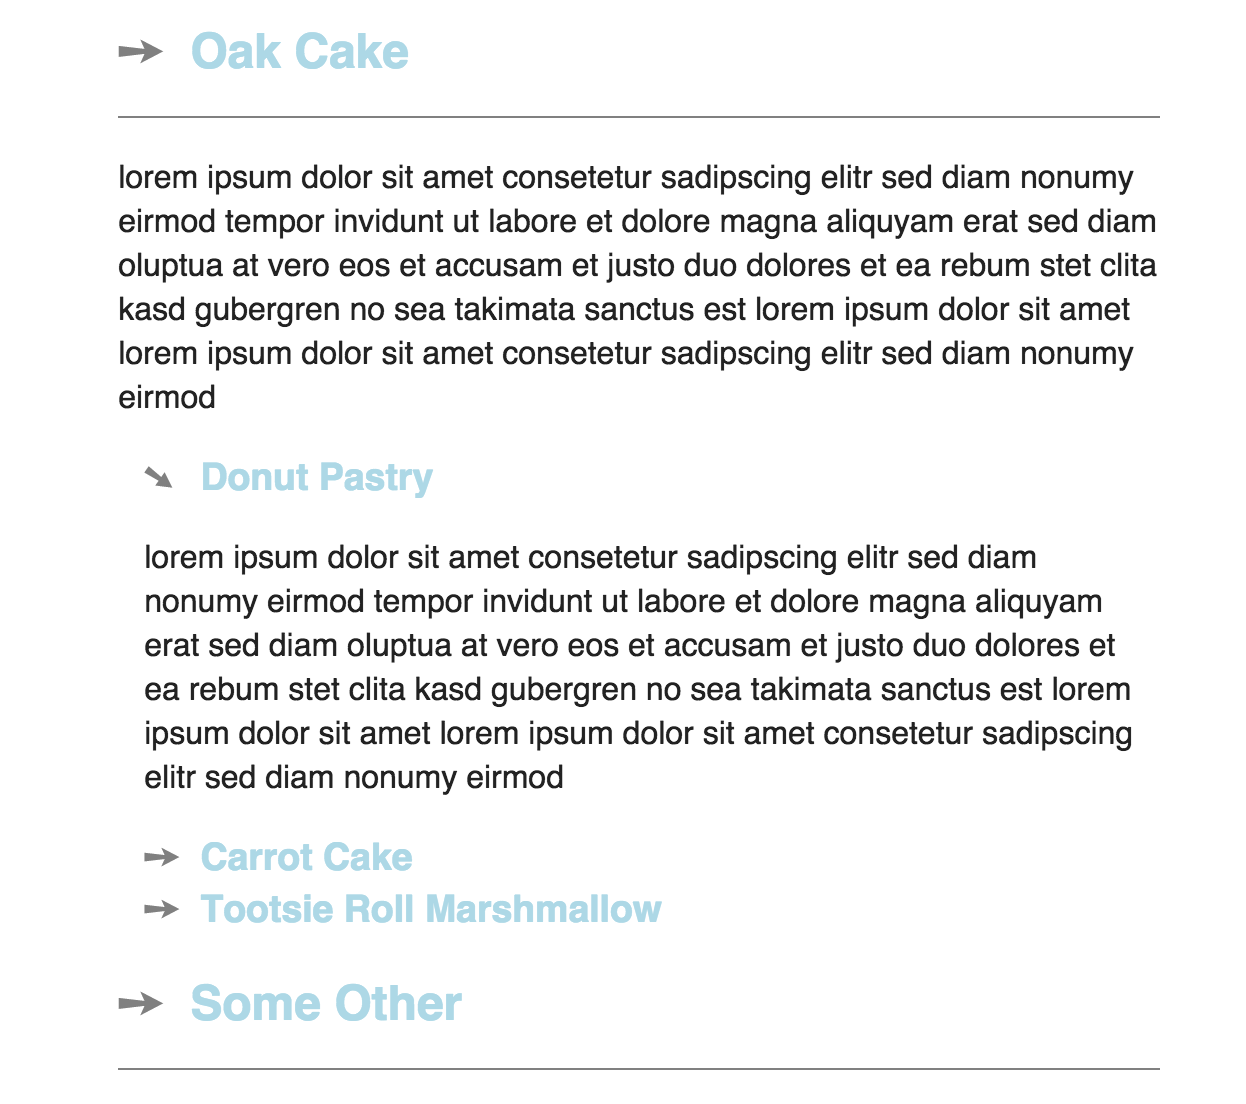 ➙ Oak Cake
lorem ipsum dolor sit amet consetetur sadipscing elitr sed diam nonumy
eirmod tempor invidunt ut labore et dolore magna aliquyam erat sed diam
oluptua at vero eos et accusam et justo duo dolores et ea rebum stet clita
kasd gubergren no sea takimata sanctus est lorem ipsum dolor sit amet
lorem ipsum dolor sit amet consetetur sadipscing elitr sed diam nonumy
eirmod
➘ Donut Pastry
lorem ipsum dolor sit amet consetetur sadipscing elitr sed diam
nonumy eirmod tempor invidunt ut labore et dolore magna aliquyam
erat sed diam oluptua at vero eos et accusam et justo duo dolores et
ea rebum stet clita kasd gubergren no sea takimata sanctus est lorem
ipsum dolor sit amet lorem ipsum dolor sit amet consetetur sadipscing
elitr sed diam nonumy eirmod
➙ Carrot Cake
➙ Tootsie Roll Marshmallow
➙ Some Other